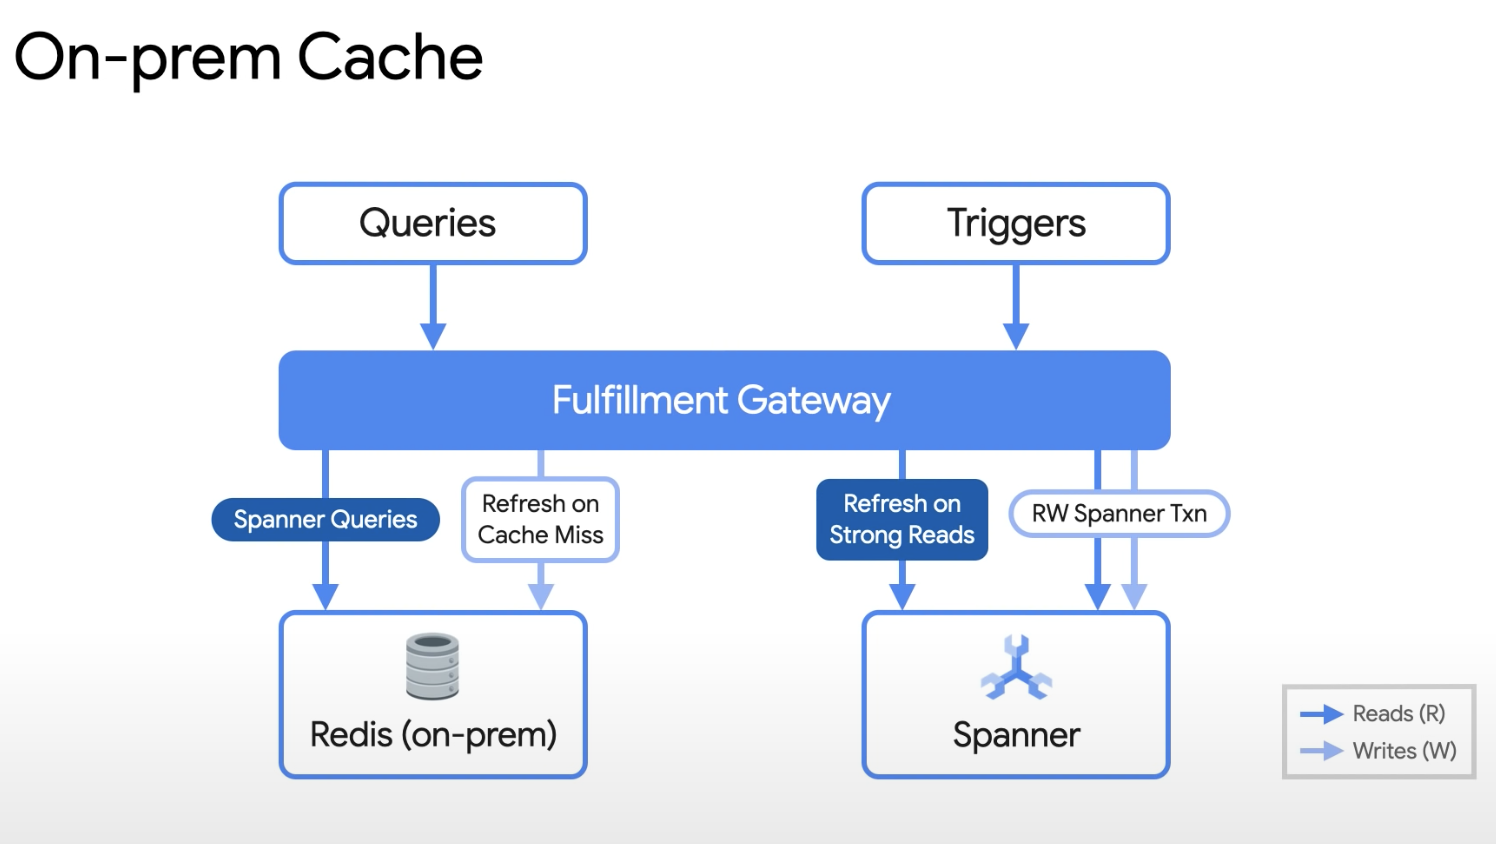 On-prem Cache
Queries
Triggers
Fulfillment Gateway
Spanner Queries
Refresh on
Cache Miss
Refresh on
Strong Reads
RW Spanner Txn
Redis (on-prem)
Spanner
Reads (R)
Writes (W)